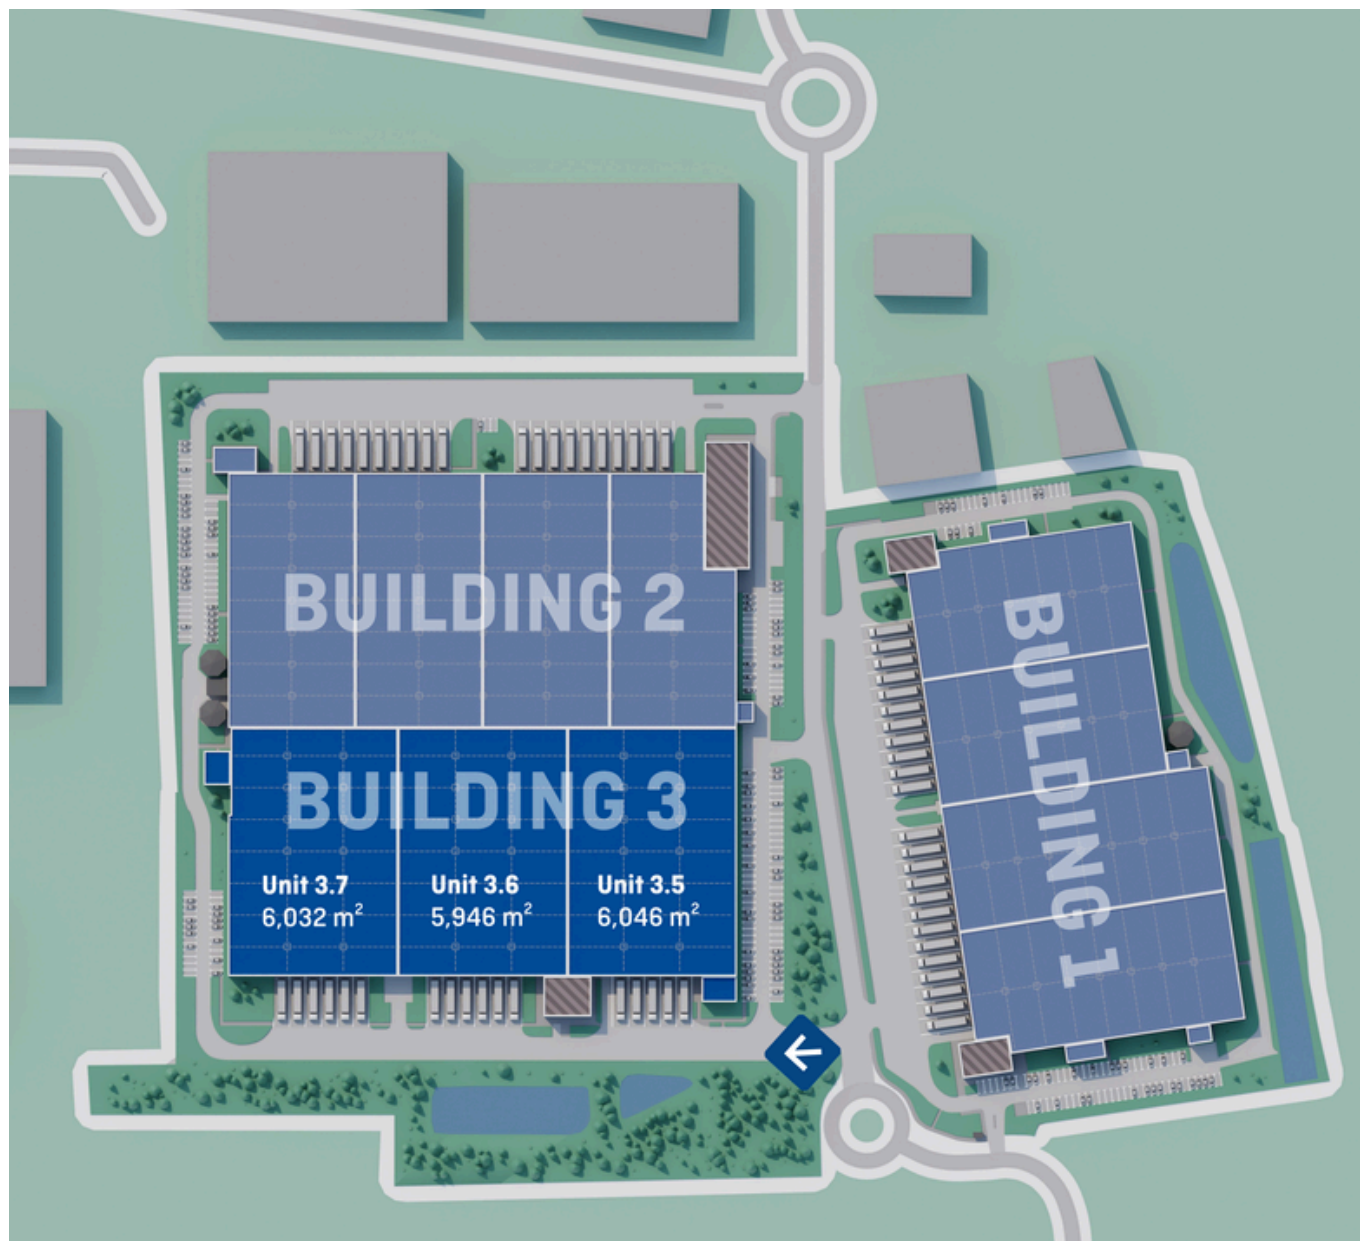 BUILDING 2
BUILDING 3
Unit 3.7
6,032 m²
Unit 3.6
5,946 m²
Unit 3.5
6,046 m²
BUILDING 1